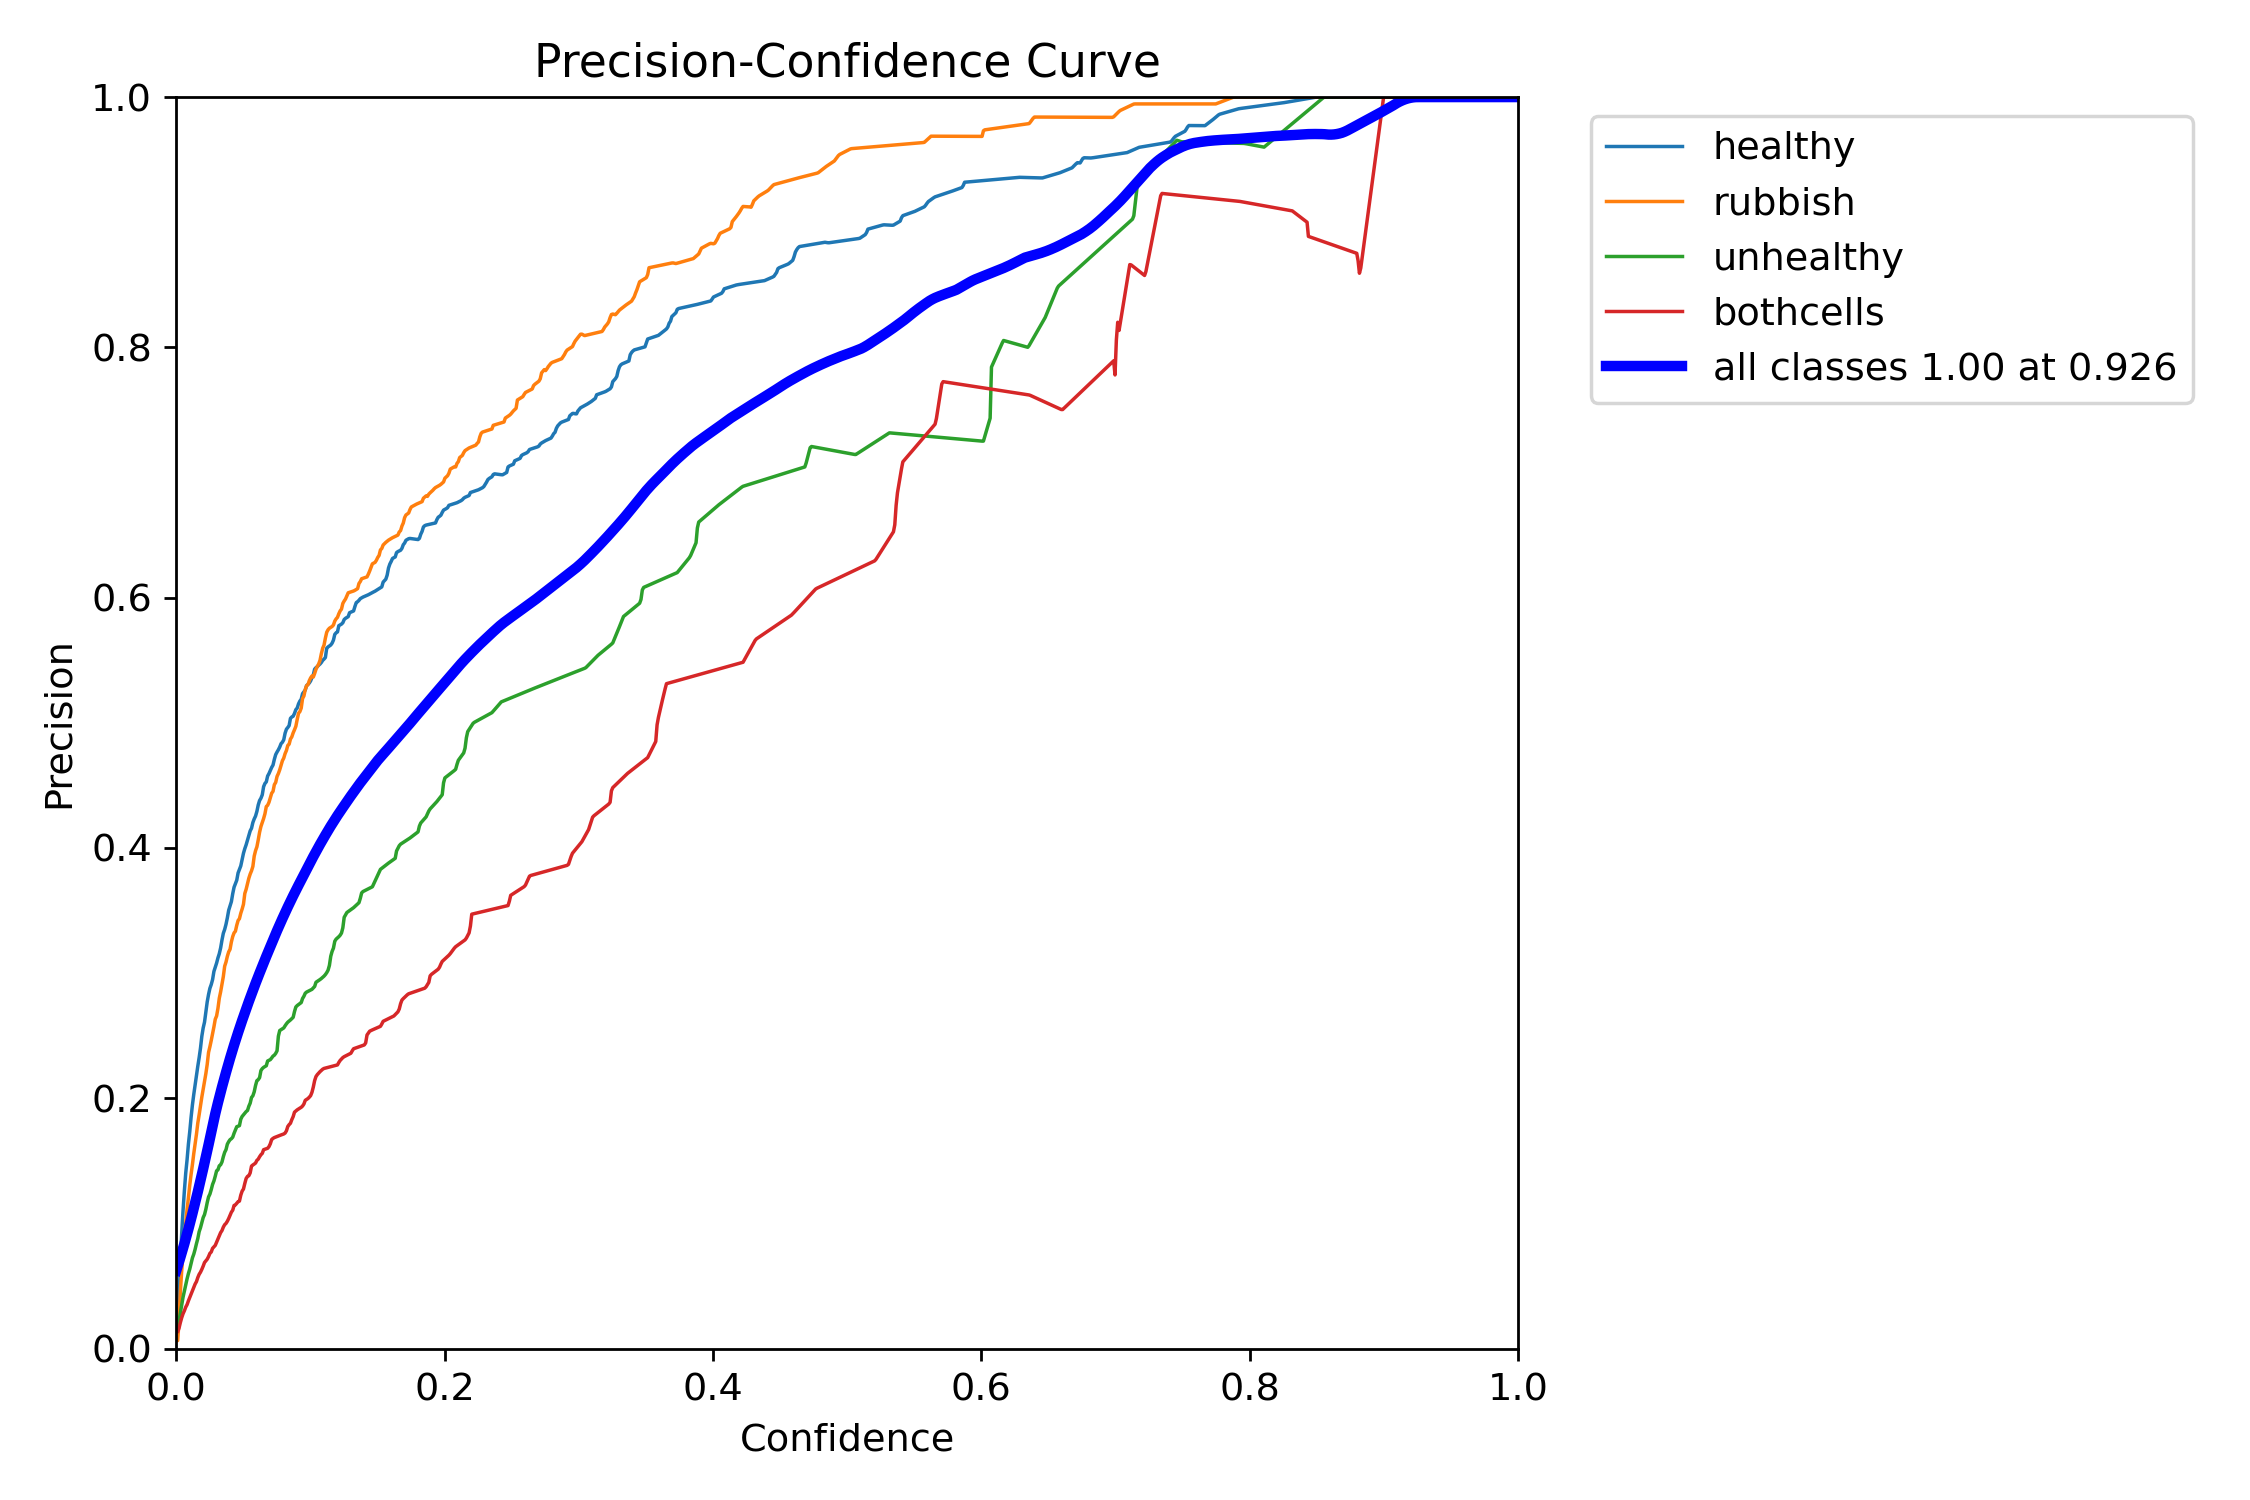 Precision-Confidence Curve
1.0
0.8
0.6
0.4
0.2
0.0
Precision
0.0 0.2 0.4 0.6 0.8 1.0
Confidence
healthy
rubbish
unhealthy
bothcells
all classes 1.00 at 0.926